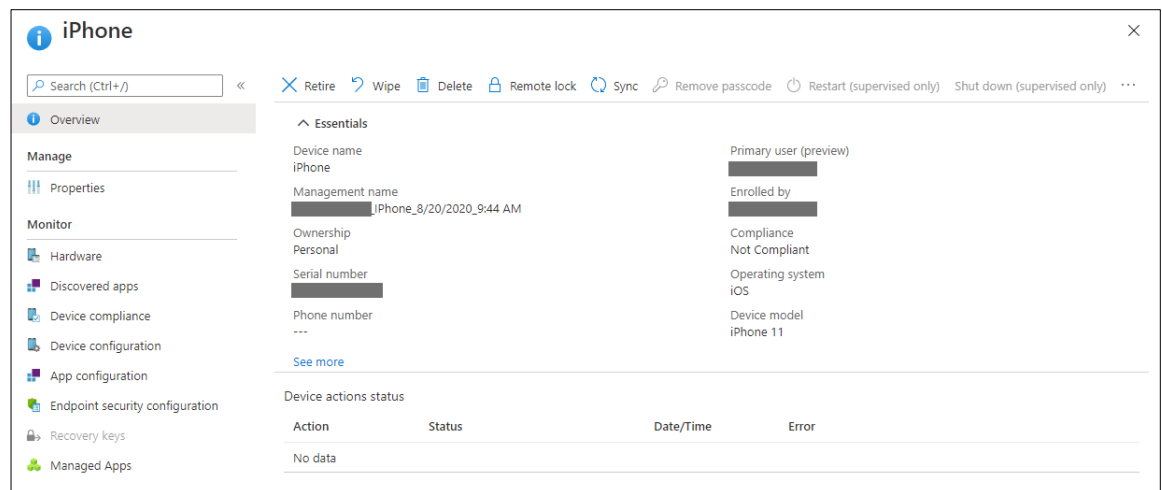 iPhone
Search (Ctrl+/)
«
Retire Wipe Delete Remote lock Sync Remove passcode Restart (supervised only) Shut down (supervised only) ...
Overview
Manage
Properties
Monitor
Hardware
Discovered apps
Device compliance
Device configuration
App configuration
Endpoint security configuration
Recovery keys
Managed Apps
Essentials
Device name
iPhone
Management name
_IPhone_8/20/2020_9:44 AM
Ownership
Personal
Serial number
Phone number
---
See more
Primary user (preview)
Enrolled by
Compliance
Not Compliant
Operating system
iOS
Device model
iPhone 11
Device actions status
Action Status Date/Time Error
No data